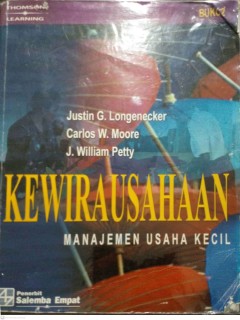 THOMSON
LEARNING
BUKU 2
Justin G. Longenecker
Carlos W. Moore
J. William Petty
KEWIRAUSAHAAN
MANAJEMEN USAHA KECIL
Penerbit
Salemba Empat